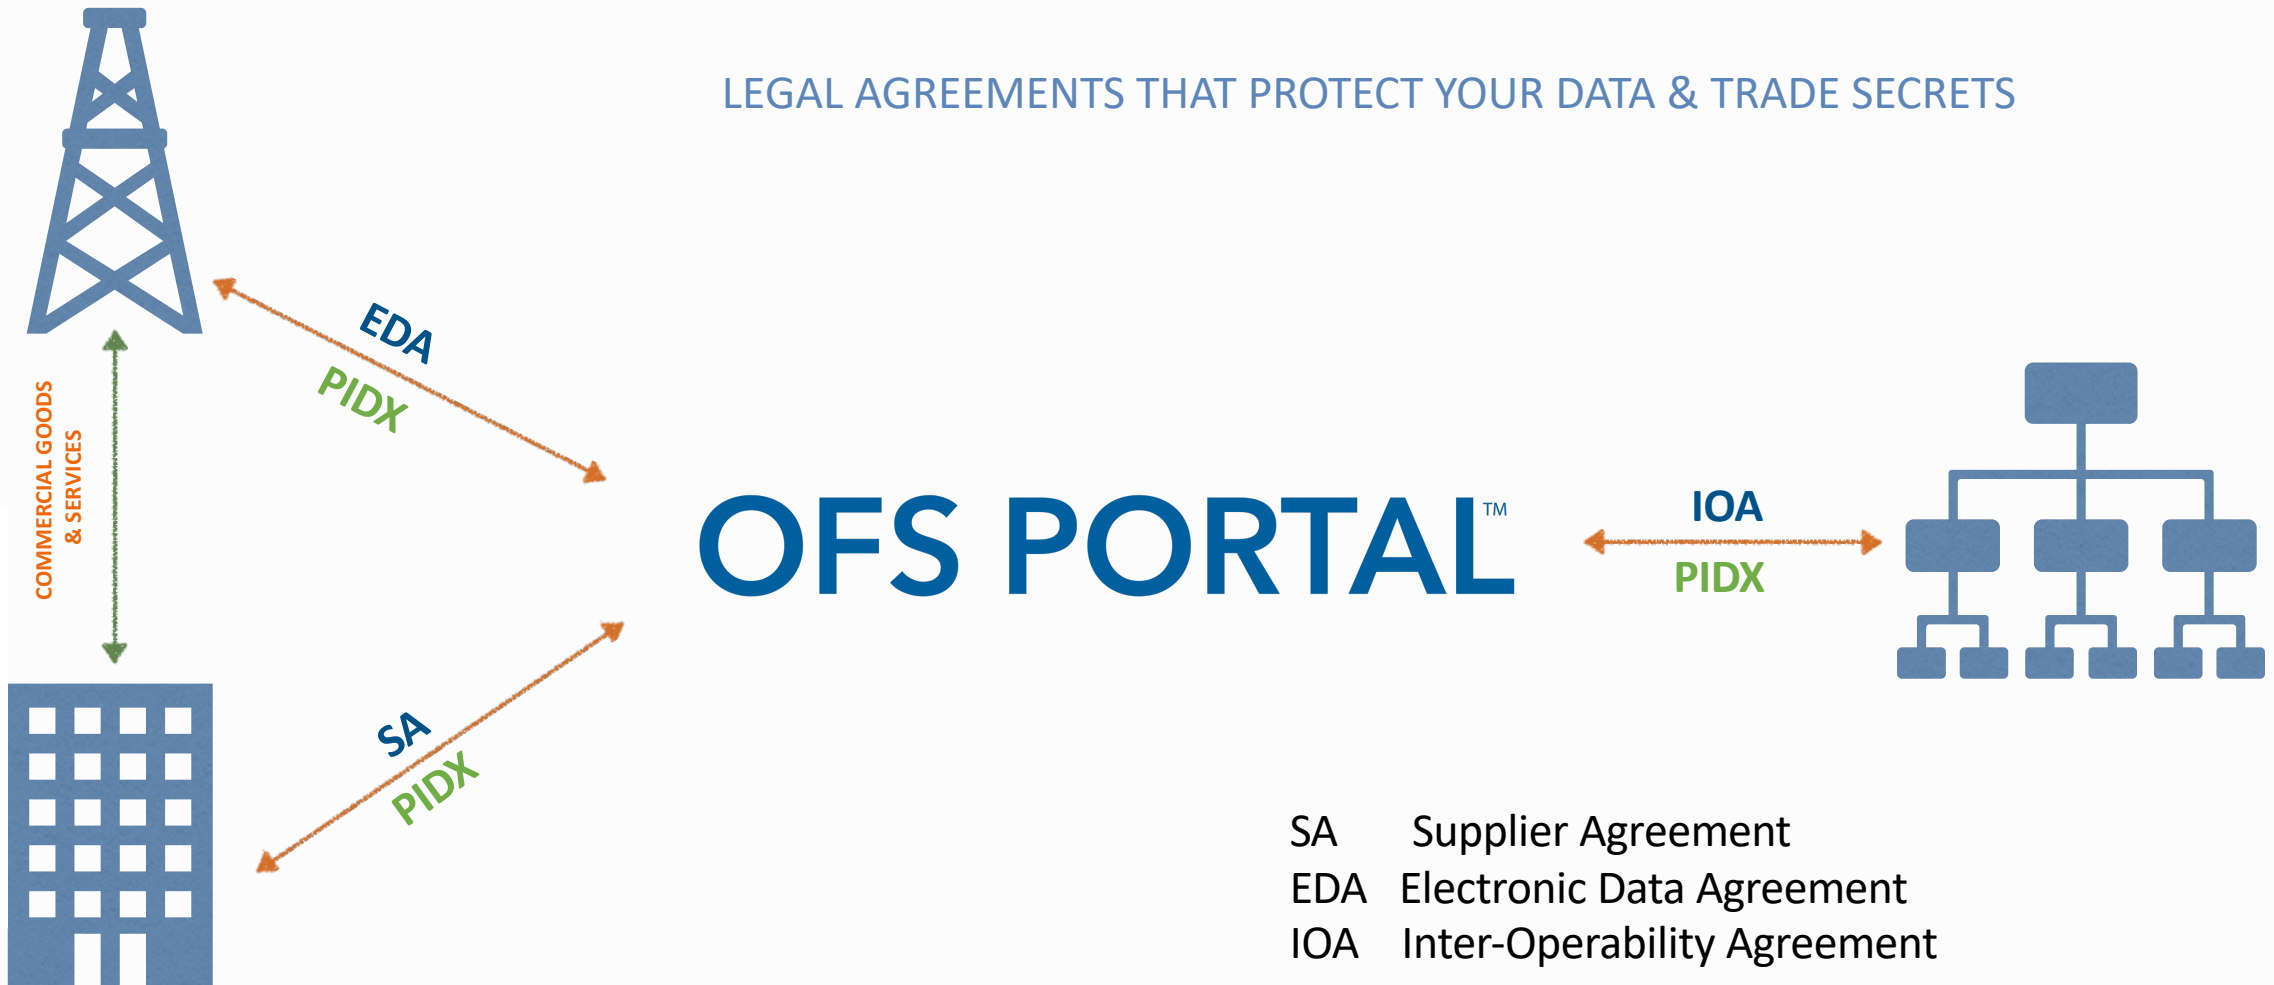 LEGAL AGREEMENTS THAT PROTECT YOUR DATA & TRADE SECRETS
EDA
PIDX
COMMERCIAL GOODS
& SERVICES
OFS PORTAL™
IOA
PIDX
SA
PIDX
SA Supplier Agreement
EDA Electronic Data Agreement
IOA Inter-Operability Agreement